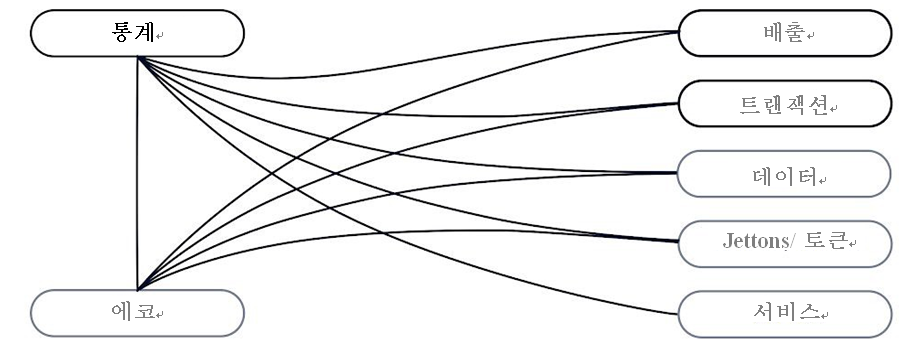 통계
배출
트랜잭션
데이터
Jettons/ 토큰
에코
서비스